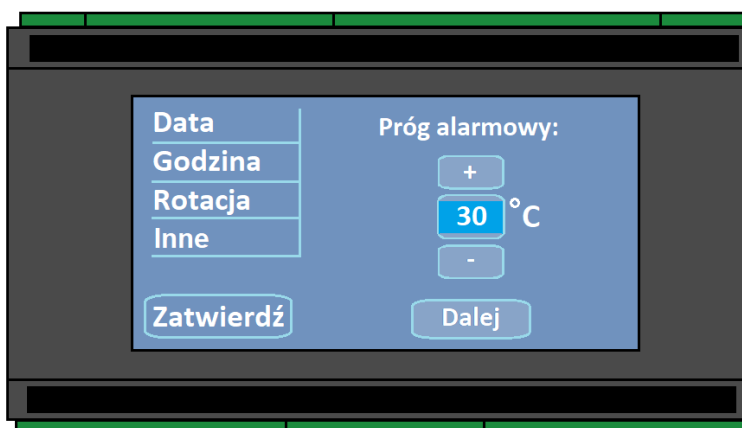 Data
Godzina
Rotacja
Inne
Zatwierdź
Próg alarmowy:
+
30 °C
-
Dalej